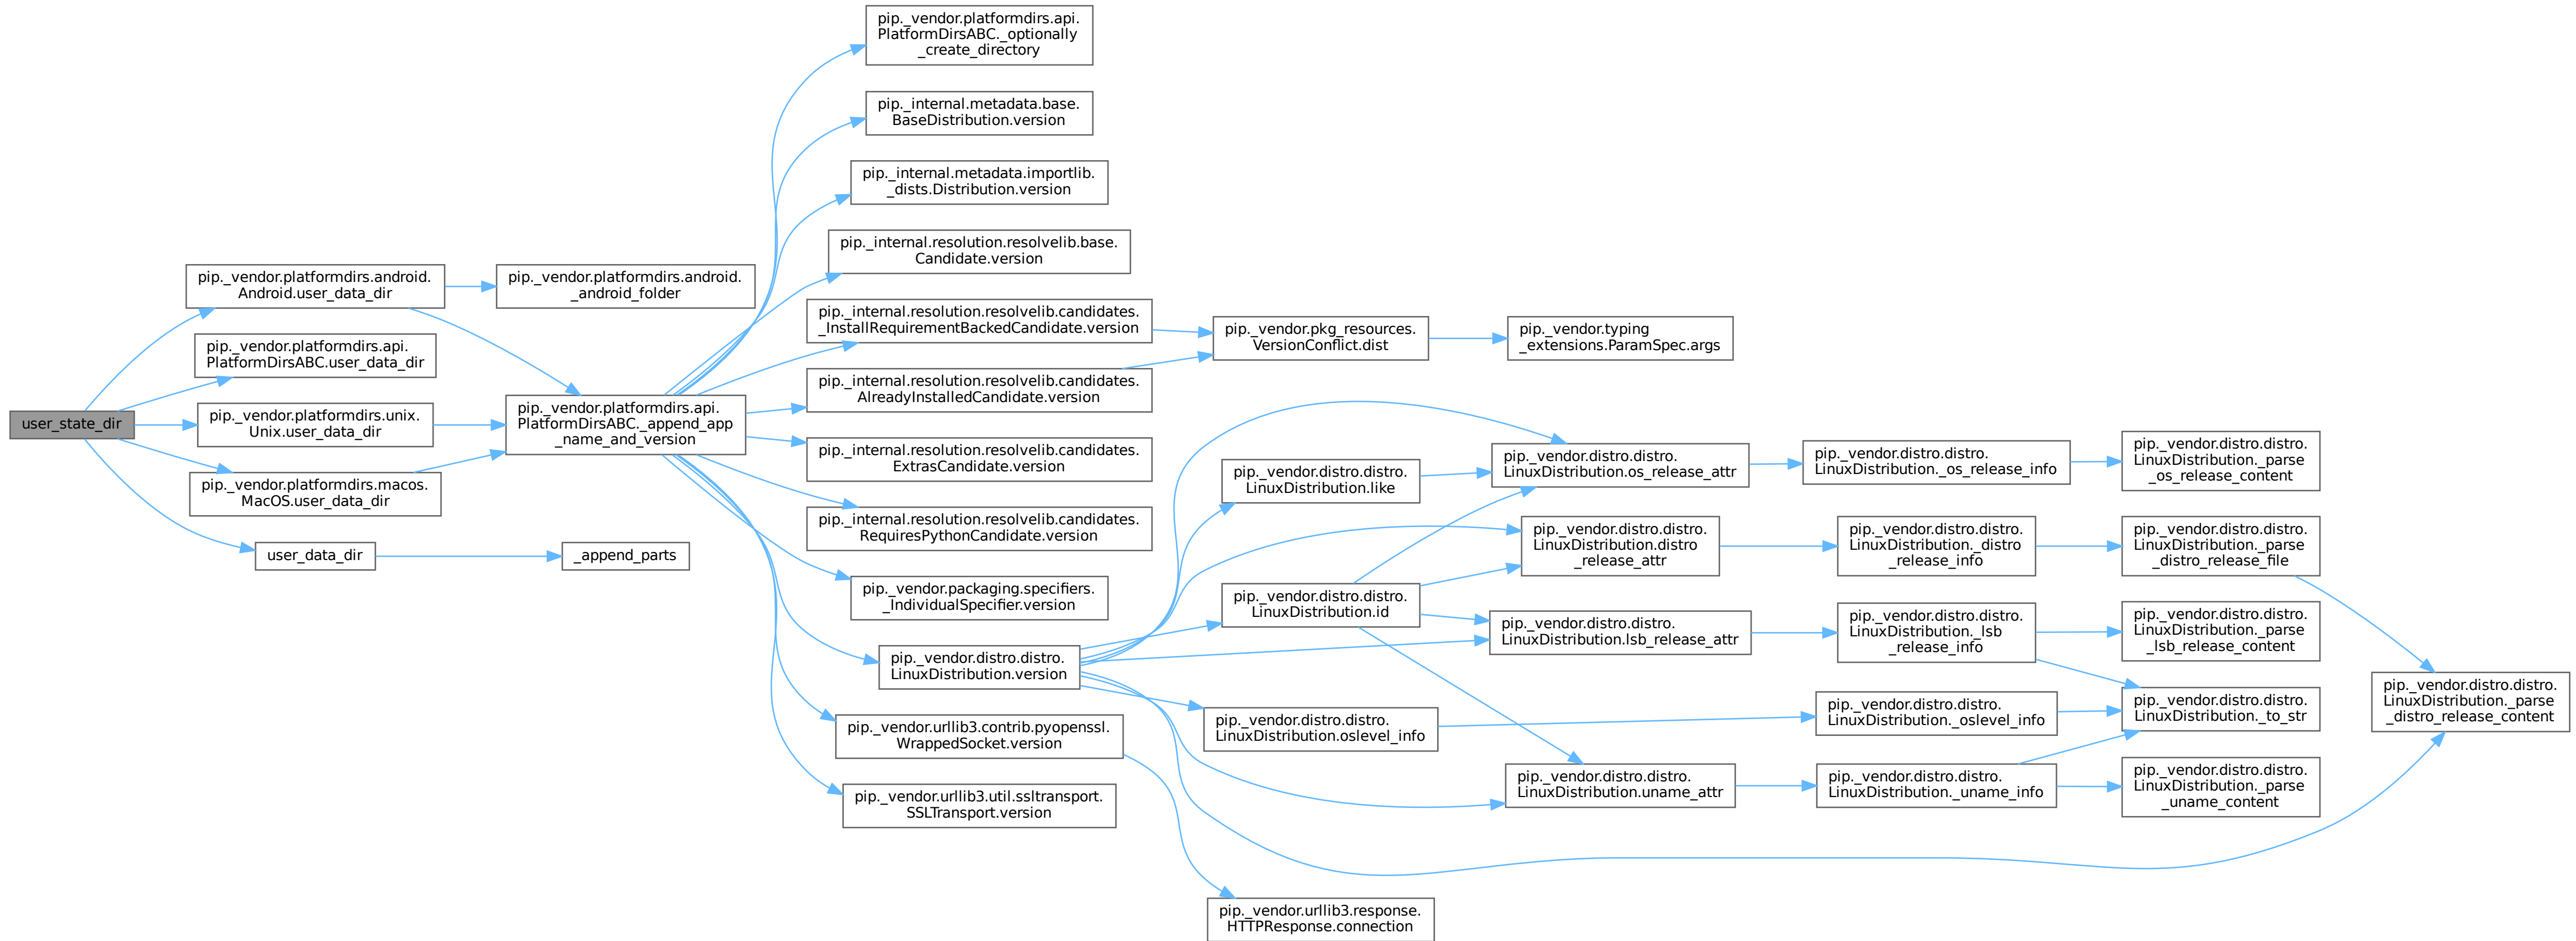 user_state_dir
pip._vendor.platformdirs.android.
Android.user_data_dir
pip._vendor.platformdirs.api.
PlatformDirsABC.user_data_dir
pip._vendor.platformdirs.unix.
Unix.user_data_dir
pip._vendor.platformdirs.macos.
MacOS.user_data_dir
user_data_dir
pip._vendor.platformdirs.android.
_android_folder
pip._vendor.platformdirs.api.
PlatformDirsABC._append_app
_name_and_version
_append_parts
pip._vendor.platformdirs.api.
PlatformDirsABC._optionally
_create_directory
pip._internal.metadata.base.
BaseDistribution.version
pip._internal.metadata.importlib.
_dists.Distribution.version
pip._internal.resolution.resolvelib.base.
Candidate.version
pip._internal.resolution.resolvelib.candidates.
_InstallRequirementBackedCandidate.version
pip._internal.resolution.resolvelib.candidates.
AlreadyInstalledCandidate.version
pip._internal.resolution.resolvelib.candidates.
ExtrasCandidate.version
pip._internal.resolution.resolvelib.candidates.
RequiresPythonCandidate.version
pip._vendor.packaging.specifiers.
_IndividualSpecifier.version
pip._vendor.distro.distro.
LinuxDistribution.version
pip._vendor.urllib3.contrib.pyopenssl.
WrappedSocket.version
pip._vendor.urllib3.util.ssltransport.
SSLTransport.version
pip._vendor.pkg_resources.
VersionConflict.dist
pip._vendor.distro.distro.
LinuxDistribution.like
pip._vendor.distro.distro.
LinuxDistribution.id
pip._vendor.distro.distro.
LinuxDistribution.oslevel_info
pip._vendor.urllib3.response.
HTTPResponse.connection
pip._vendor.typing
_extensions.ParamSpec.args
pip._vendor.distro.distro.
LinuxDistribution.os_release_attr
pip._vendor.distro.distro.
LinuxDistribution.distro
_release_attr
pip._vendor.distro.distro.
LinuxDistribution.lsb_release_attr
pip._vendor.distro.distro.
LinuxDistribution.uname_attr
pip._vendor.distro.distro.
LinuxDistribution._os_release_info
pip._vendor.distro.distro.
LinuxDistribution._distro
_release_info
pip._vendor.distro.distro.
LinuxDistribution._lsb
_release_info
pip._vendor.distro.distro.
LinuxDistribution._oslevel_info
pip._vendor.distro.distro.
LinuxDistribution._uname_info
pip._vendor.distro.distro.
LinuxDistribution._parse
_os_release_content
pip._vendor.distro.distro.
LinuxDistribution._parse
_distro_release_file
pip._vendor.distro.distro.
LinuxDistribution._parse
_lsb_release_content
pip._vendor.distro.distro.
LinuxDistribution._to_str
pip._vendor.distro.distro.
LinuxDistribution._parse
_uname_content
pip._vendor.distro.distro.
LinuxDistribution._parse
_distro_release_content